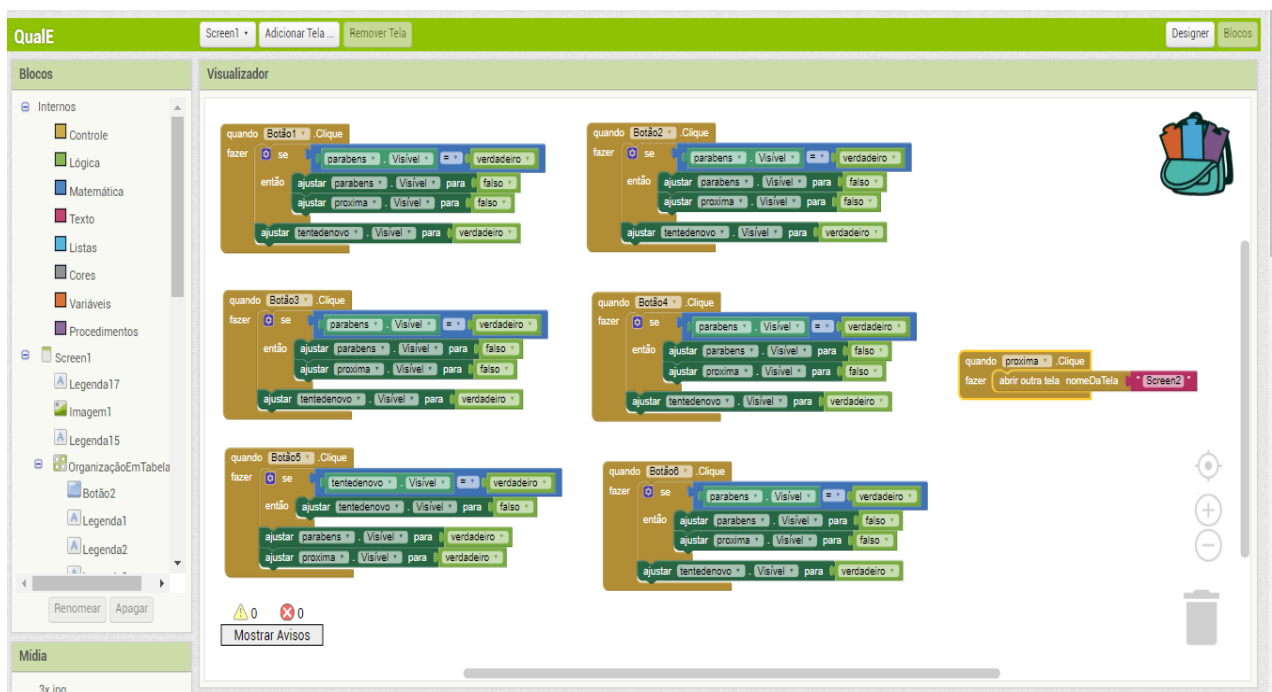 QualE
Screen1 Adicionar Tela ... Remover Tela
Designer Blocos
Blocos
Internos
Controle
Lógica
Matemática
Texto
Listas
Cores
Variáveis
Procedimentos
Screen1
Legenda17
Imagem1
Legenda15
OrganizaçãoEmTabela
Botão2
Legenda1
Legenda2
Renomear Apagar
Mídia
3x.jpg
Visualizador
quando Botão1 .Clique
fazer se parabens . Visível = verdadeiro
então ajustar parabens . Visível para falso
ajustar proxima . Visível para falso
ajustar tentedenovo . Visível para verdadeiro
quando Botão2 .Clique
fazer se parabens . Visível = verdadeiro
então ajustar parabens . Visível para falso
ajustar proxima . Visível para falso
ajustar tentedenovo . Visível para verdadeiro
quando Botão3 .Clique
fazer se parabens . Visível = verdadeiro
então ajustar parabens . Visível para falso
ajustar proxima . Visível para falso
ajustar tentedenovo . Visível para verdadeiro
quando Botão4 .Clique
fazer se parabens . Visível = verdadeiro
então ajustar parabens . Visível para falso
ajustar proxima . Visível para falso
ajustar tentedenovo . Visível para verdadeiro
quando proxima .Clique
fazer abrir outra tela nomeDaTela " Screen2 "
quando Botão5 .Clique
fazer se tentedenovo . Visível = verdadeiro
então ajustar tentedenovo . Visível para falso
ajustar parabens . Visível para verdadeiro
ajustar proxima . Visível para verdadeiro
quando Botão6 .Clique
fazer se parabens . Visível = verdadeiro
então ajustar parabens . Visível para falso
ajustar proxima . Visível para falso
ajustar tentedenovo . Visível para verdadeiro
0 0
Mostrar Avisos